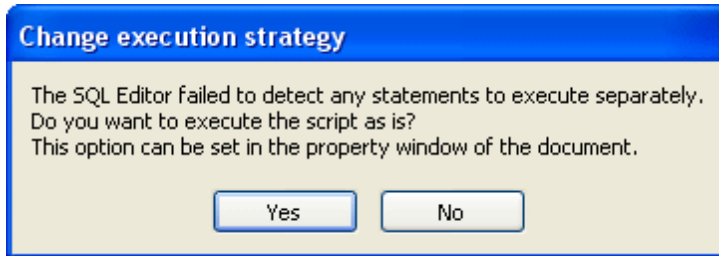 Change execution strategy
The SQL Editor failed to detect any statements to execute separately.
Do you want to execute the script as is?
This option can be set in the property window of the document.
Yes No